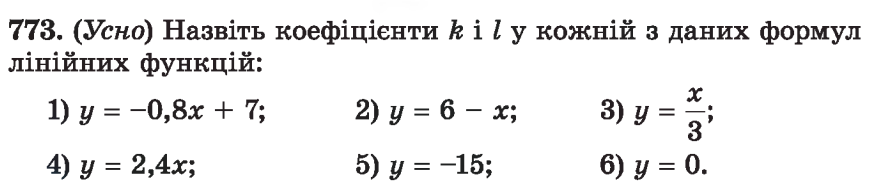 773. (Усно) Назвіть коефіцієнти k і l у кожній з даних формул
лінійних функцій:
1) y = –0,8x + 7; 2) y = 6 – x; 3) y = x/3;
4) y = 2,4x; 5) y = –15; 6) y = 0.